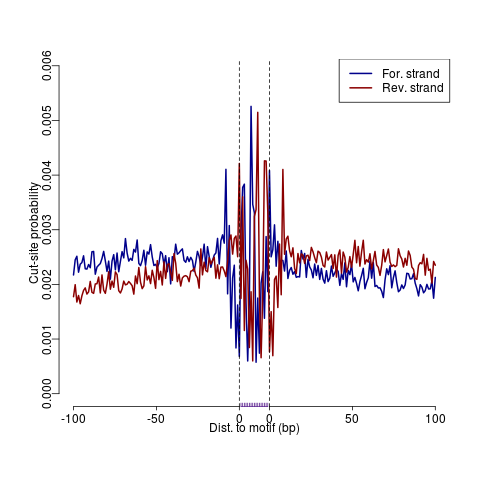 For. strand
Rev. strand
Cut-site probability
0.006
0.005
0.004
0.003
0.002
0.001
0.000
-100 -50 0 0 50 100
Dist. to motif (bp)